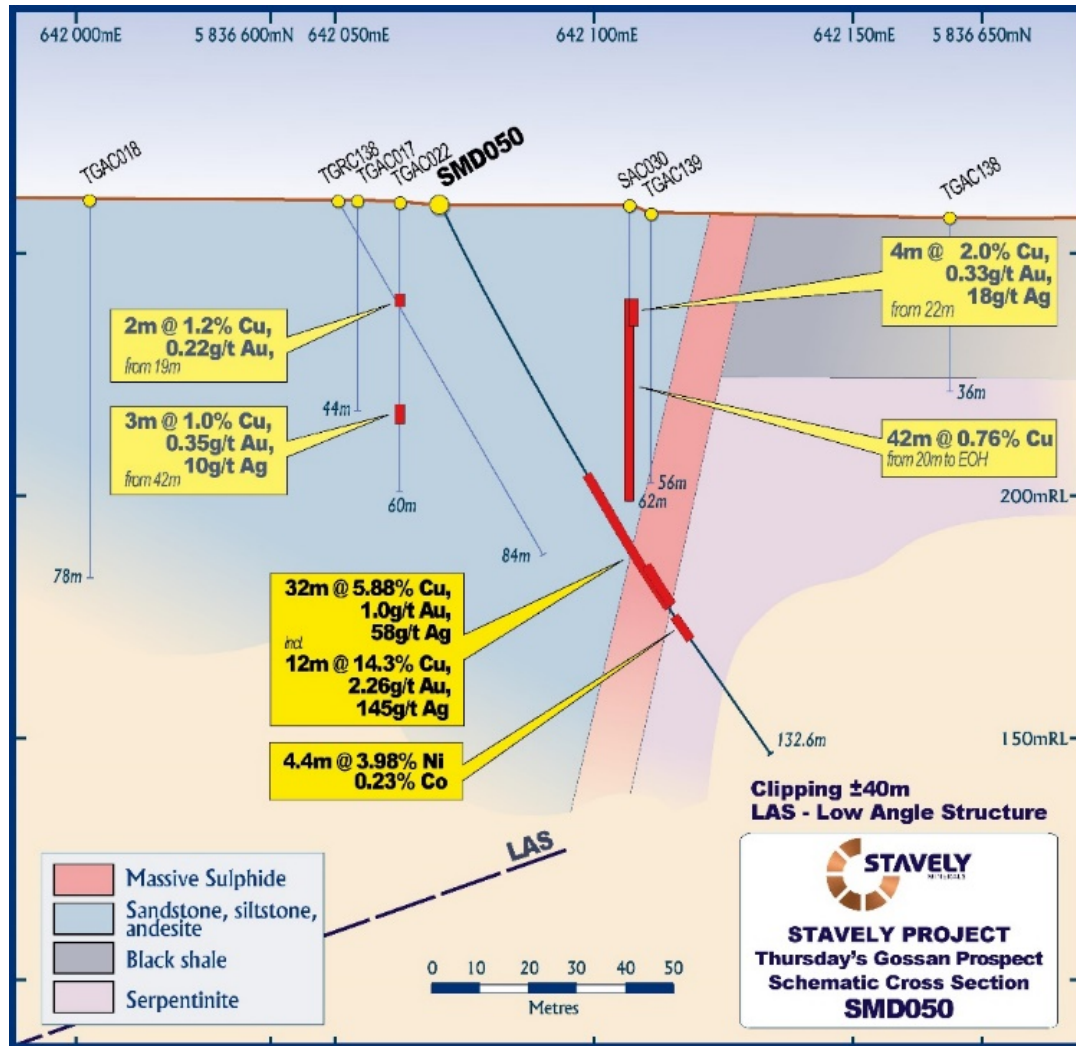 642 000mE
5 836 600mN
642 050mE
642 100mE
642 150mE
5 836 650mN
TGAC018
TGRC138
TGAC017
TGAC022
SMD050
SAC030
TGAC139
TGAC138
4m @ 2.0% Cu,
0.33g/t Au,
18g/t Ag
from 22m
2m @ 1.2% Cu,
0.22g/t Au,
from 19m
3m @ 1.0% Cu,
0.35g/t Au,
10g/t Ag
from 42m
44m
36m
42m @ 0.76% Cu
from 20m to EOH
60m
56m
62m
200mRL
84m
78m
32m @ 5.88% Cu,
1.0g/t Au,
58g/t Ag
incl
12m @ 14.3% Cu,
2.26g/t Au,
145g/t Ag
4.4m @ 3.98% Ni
0.23% Co
132.6m
150mRL
Clipping ±40m
LAS - Low Angle Structure
LAS
Massive Sulphide
Sandstone, siltstone,
andesite
Black shale
Serpentinite
0 10 20 30 40 50
Metres
STAVELY
MINERALS
STAVELY PROJECT
Thursday's Gossan Prospect
Schematic Cross Section
SMD050